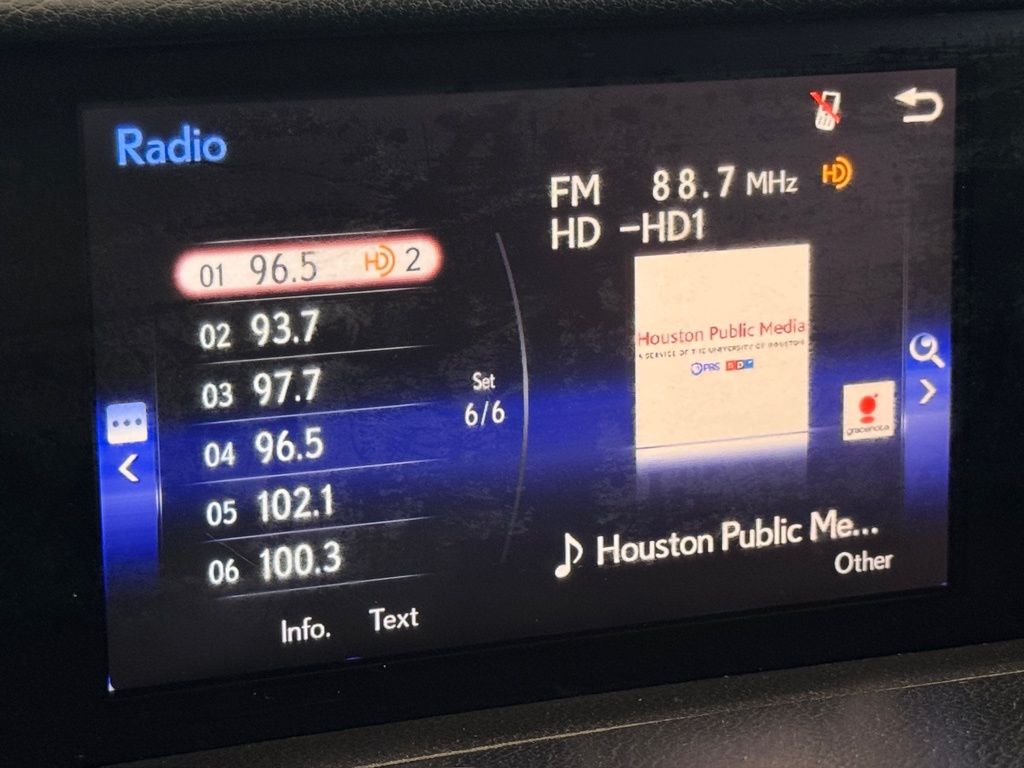 Radio
FM 88.7 MHz HD
HD -HD1
01 96.5 HD 2
02 93.7
03 97.7
04 96.5
05 102.1
06 100.3
Set
6/6
Houston Public Media
A SERVICE OF THE UNIVERSITY OF HOUSTON
PBS
gracenote
Houston Public Me...
Other
Info. Text